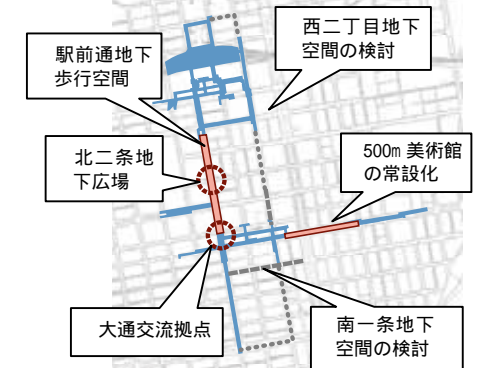 駅前通地下
歩行空間
西二丁目地下
空間の検討
北二条地
下広場
500m 美術館
の常設化
大通交流拠点
南一条地下
空間の検討